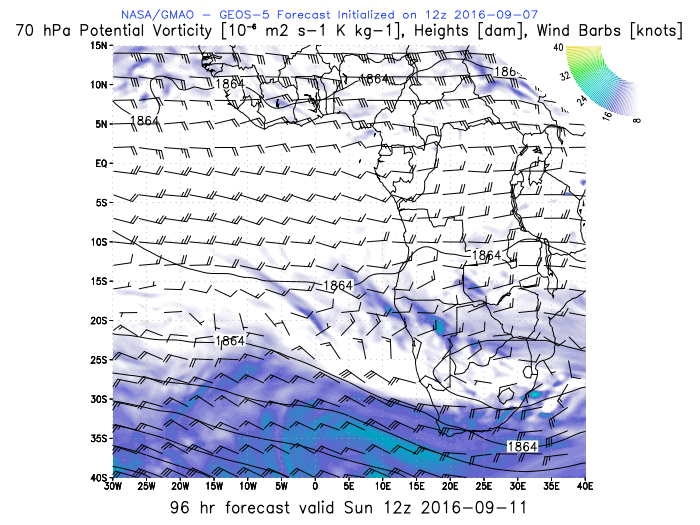 NASA/GMAO - GEOS-5 Forecast Initialized on 12z 2016-09-07
70 hPa Potential Vorticity [10⁻⁶ m2 s-1 K kg-1], Heights [dam], Wind Barbs [knots]
15N
10N
5N
EQ
5S
10S
15S
20S
25S
30S
35S
40S
1864
1864
1864
186
1864
1864
1864
1864
40
32
24
16
8
30W 25W 20W 15W 10W 5W 0 5E 10E 15E 20E 25E 30E 35E 40E
96 hr forecast valid Sun 12z 2016-09-11